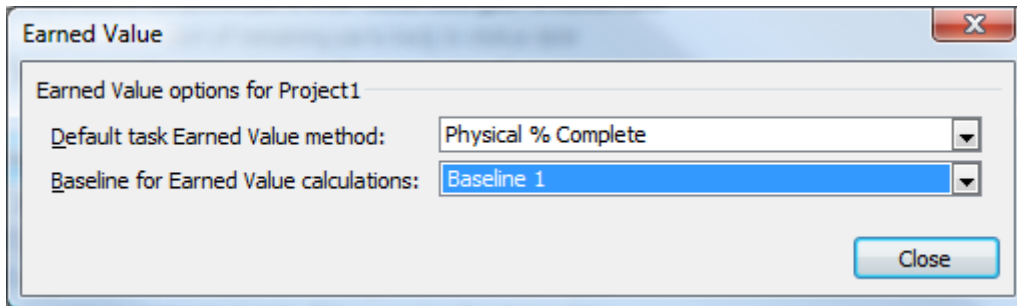 Earned Value
Earned Value options for Project1
Default task Earned Value method: Physical % Complete
Baseline for Earned Value calculations: Baseline 1
Close